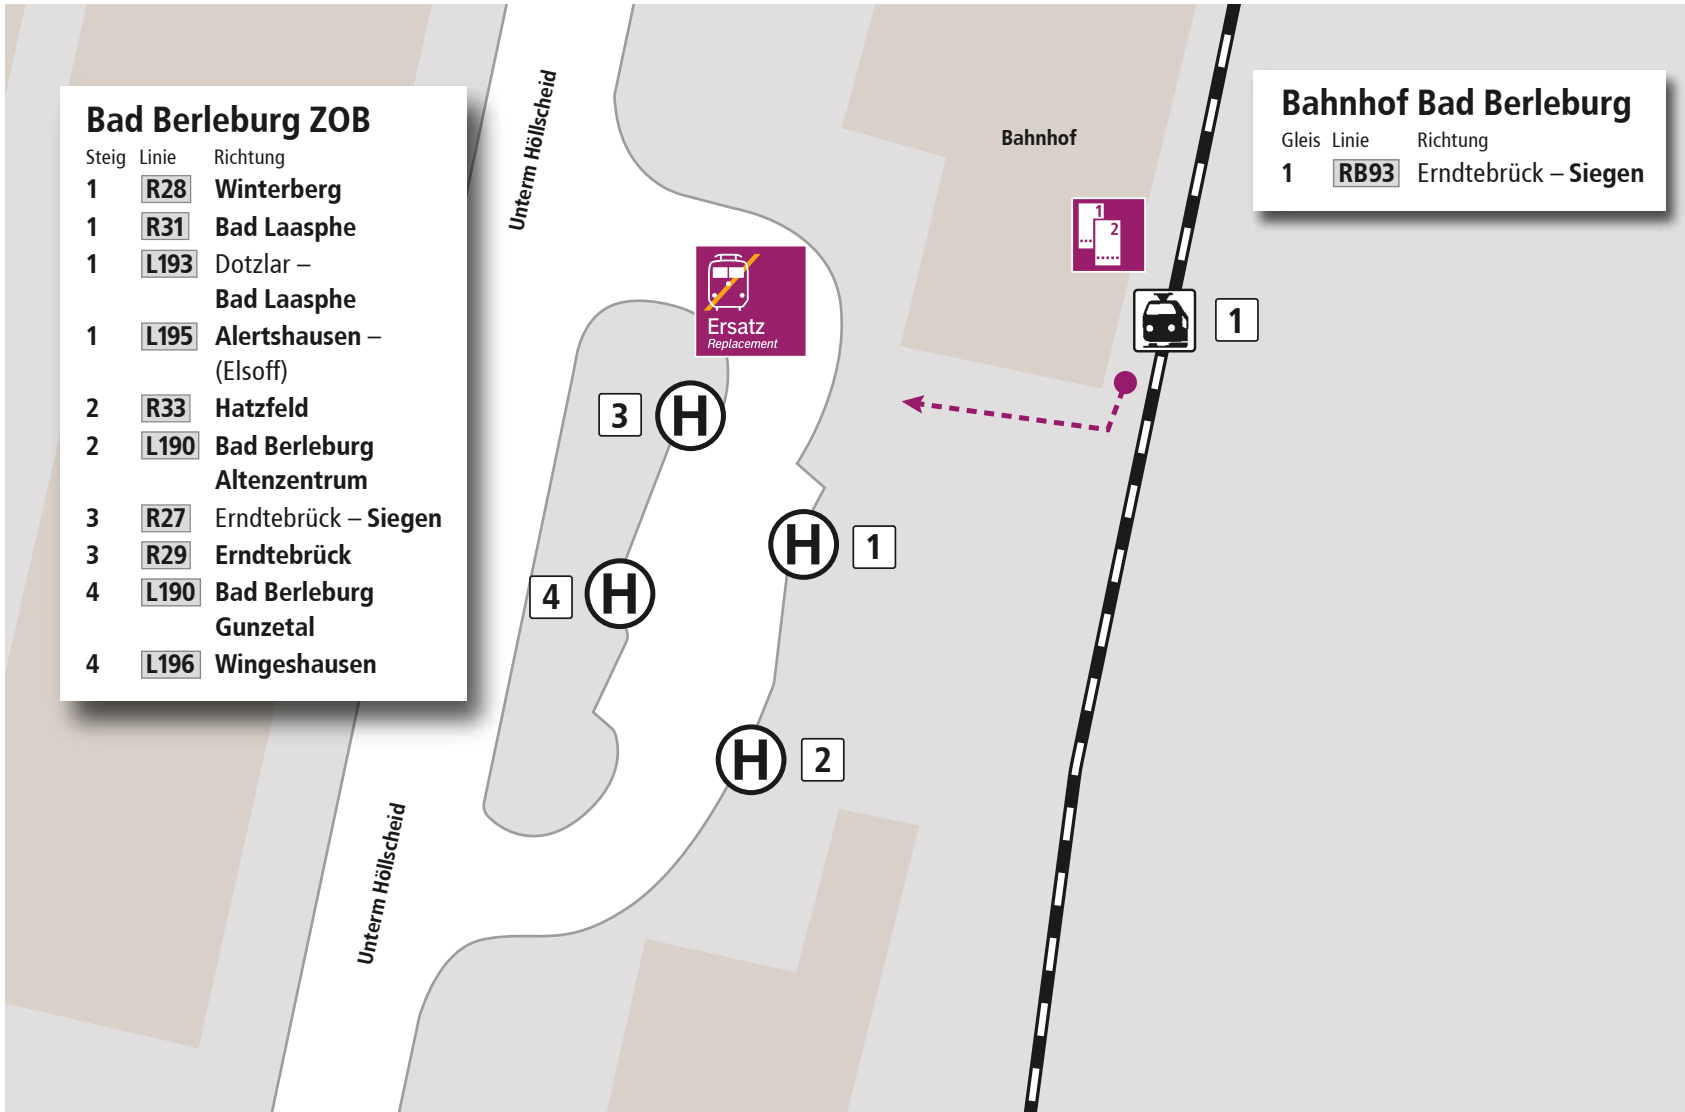 Bad Berleburg ZOB
Steig Linie Richtung
1 R28 Winterberg
1 R31 Bad Laasphe
1 L193 Dotzlar –
Bad Laasphe
1 L195 Alertshausen –
(Elsoff)
2 R33 Hatzfeld
2 L190 Bad Berleburg
Altenzentrum
3 R27 Erndtebrück – Siegen
3 R29 Erndtebrück
4 L190 Bad Berleburg
Gunzetal
4 L196 Wingeshausen
Unterm Höllscheid
Bahnhof
Bahnhof Bad Berleburg
Gleis Linie Richtung
1 RB93 Erndtebrück – Siegen
1
2
Ersatz
Replacement
1
3 H
H 1
4 H
H 2
Unterm Höllscheid